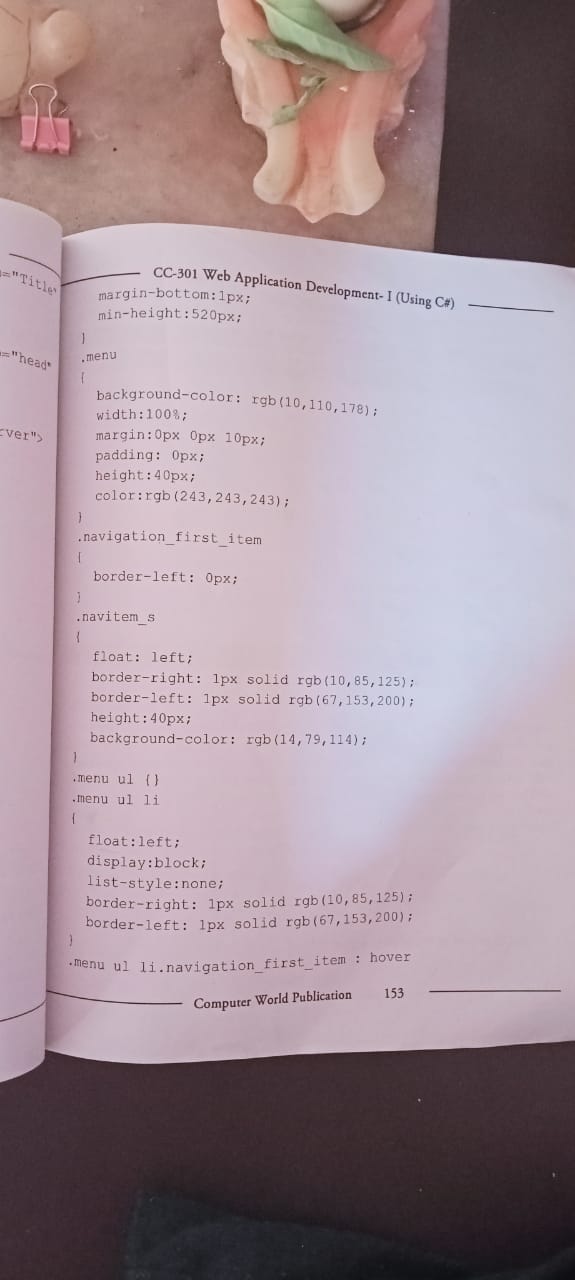 ="Title"
="head"
rver">
CC-301 Web Application Development- I (Using C#)
margin-bottom:1px;
min-height:520px;
}
.menu
{
background-color: rgb(10,110,178);
width:100%;
margin:0px 0px 10px;
padding: 0px;
height:40px;
color:rgb(243,243,243);
}
.navigation_first_item
{
border-left: 0px;
}
.navitem_s
{
float: left;
border-right: 1px solid rgb(10,85,125);
border-left: 1px solid rgb(67,153,200);
height:40px;
background-color: rgb(14,79,114);
}
.menu ul {}
.menu ul li
{
float:left;
display:block;
list-style:none;
border-right: 1px solid rgb(10,85,125);
border-left: 1px solid rgb(67,153,200);
}
.menu ul li.navigation_first_item : hover
Computer World Publication 153